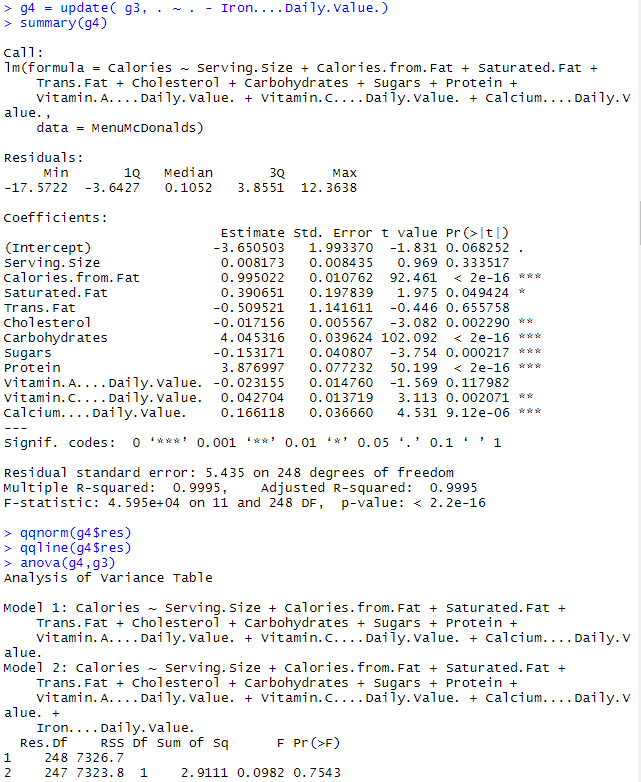 > g4 = update( g3, . ~ . - Iron....Daily.Value.)
> summary(g4)
Call:
lm(formula = Calories ~ Serving.Size + Calories.from.Fat + Saturated.Fat +
    Trans.Fat + Cholesterol + Carbohydrates + Sugars + Protein +
    Vitamin.A....Daily.Value. + Vitamin.C....Daily.Value. + Calcium....Daily.V
alue.,
    data = MenuMcDonalds)
Residuals:
     Min       1Q   Median       3Q      Max
-17.5722  -3.6427   0.1052   3.8551  12.3638
Coefficients:
                           Estimate Std. Error t value Pr(>|t|)
(Intercept)               -3.650503   1.993370  -1.831 0.068252 .
Serving.Size               0.008173   0.008435   0.969 0.333517
Calories.from.Fat          0.995022   0.010762  92.461  < 2e-16 ***
Saturated.Fat              0.390651   0.197839   1.975 0.049424 *
Trans.Fat                 -0.509521   1.141611  -0.446 0.655758
Cholesterol               -0.017156   0.005567  -3.082 0.002290 **
Carbohydrates              4.045316   0.039624 102.092  < 2e-16 ***
Sugars                    -0.153171   0.040807  -3.754 0.000217 ***
Protein                    3.876997   0.077232  50.199  < 2e-16 ***
Vitamin.A....Daily.Value. -0.023155   0.014760  -1.569 0.117982
Vitamin.C....Daily.Value.  0.042704   0.013719   3.113 0.002071 **
Calcium....Daily.Value.    0.166118   0.036660   4.531 9.12e-06 ***
---
Signif. codes:  0 ‘***’ 0.001 ‘**’ 0.01 ‘*’ 0.05 ‘.’ 0.1 ‘ ’ 1
Residual standard error: 5.435 on 248 degrees of freedom
Multiple R-squared:  0.9995,	Adjusted R-squared:  0.9995
F-statistic: 4.595e+04 on 11 and 248 DF,  p-value: < 2.2e-16
> qqnorm(g4$res)
> qqline(g4$res)
> anova(g4,g3)
Analysis of Variance Table
Model 1: Calories ~ Serving.Size + Calories.from.Fat + Saturated.Fat +
    Trans.Fat + Cholesterol + Carbohydrates + Sugars + Protein +
    Vitamin.A....Daily.Value. + Vitamin.C....Daily.Value. + Calcium....Daily.V
alue.
Model 2: Calories ~ Serving.Size + Calories.from.Fat + Saturated.Fat +
    Trans.Fat + Cholesterol + Carbohydrates + Sugars + Protein +
    Vitamin.A....Daily.Value. + Vitamin.C....Daily.Value. + Calcium....Daily.V
alue. +
    Iron....Daily.Value.
  Res.Df    RSS Df Sum of Sq      F Pr(>F)
1    248 7326.7
2    247 7323.8  1    2.9111 0.0982 0.7543